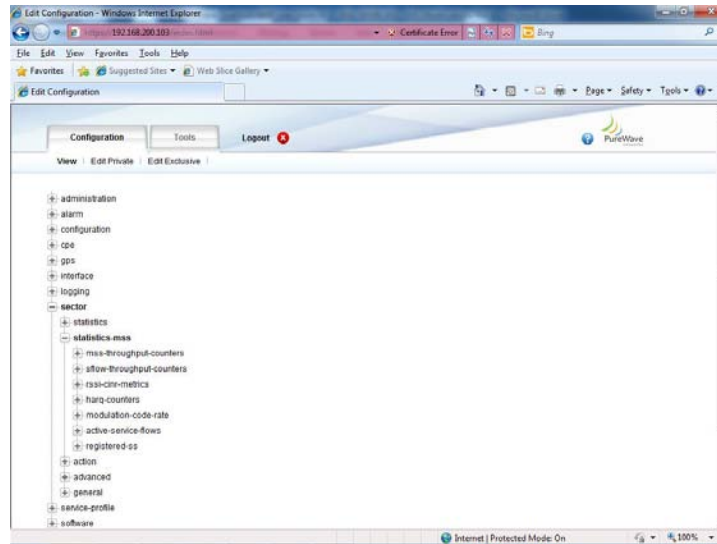 Edit Configuration - Windows Internet Explorer
192.168.200.103 Certificate Error Bing
File Edit View Favorites Tools Help
Favorites Suggested Sites Web Slice Gallery
Edit Configuration Page Safety Tools
Configuration Tools Logout PureWave
View Edit Private Edit Exclusive
administration
alarm
configuration
cpe
gps
interface
logging
sector
statistics
statistics-mss
mss-throughput-counters
sflow-throughput-counters
rssi-cinr-metrics
harq-counters
modulation-code-rate
active-service-flows
registered-ss
action
advanced
general
service-profile
software
Internet | Protected Mode: On 100%